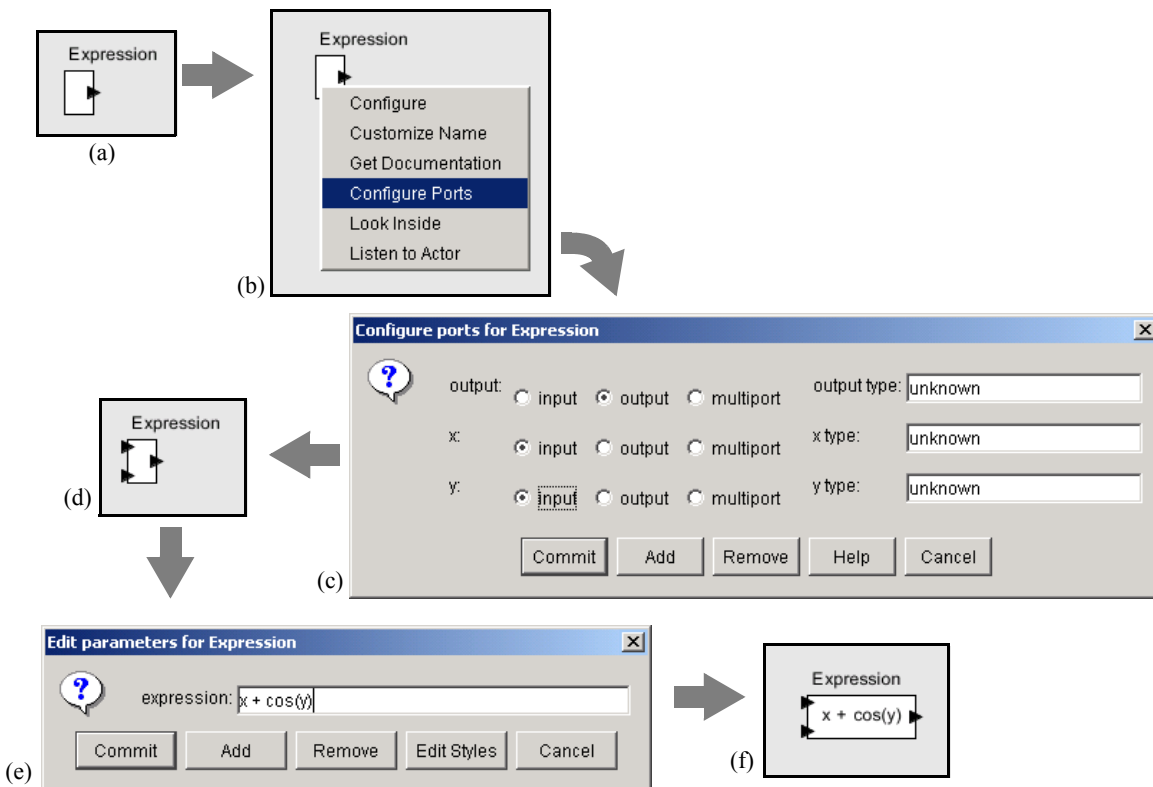 Expression
(a)
Expression
Configure
Customize Name
Get Documentation
Configure Ports
Look Inside
Listen to Actor
(b)
Configure ports for Expression
output: input output multiport output type: unknown
x: input output multiport x type: unknown
y: input output multiport y type: unknown
Commit Add Remove Help Cancel
(c)
Expression
(d)
Edit parameters for Expression
expression: x + cos(y)
Commit Add Remove Edit Styles Cancel
(e)
Expression
x + cos(y)
(f)